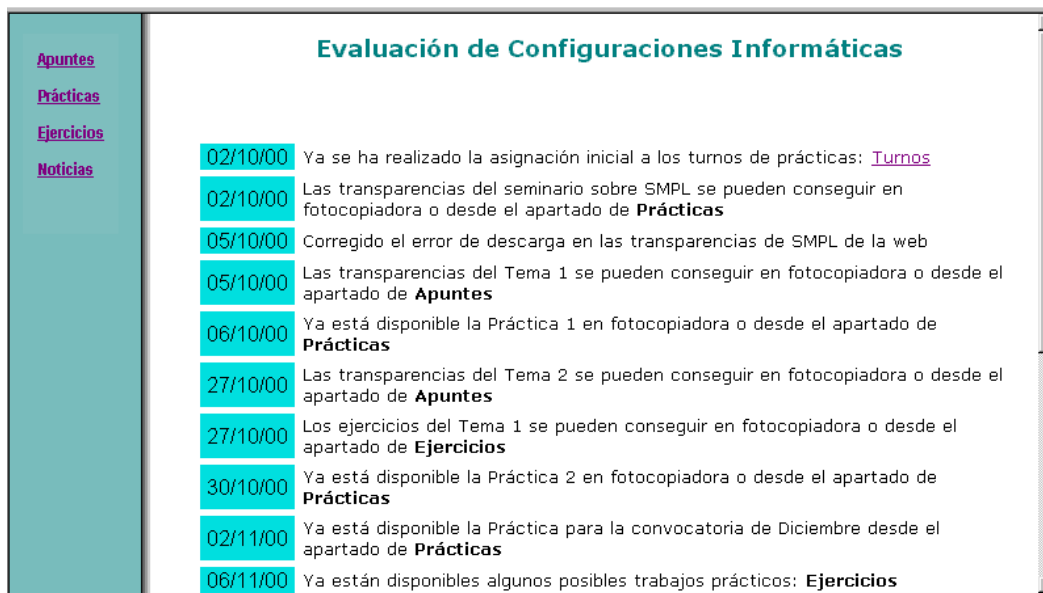 Apuntes
Prácticas
Ejercicios
Noticias
Evaluación de Configuraciones Informáticas
02/10/00 Ya se ha realizado la asignación inicial a los turnos de prácticas: Turnos
02/10/00 Las transparencias del seminario sobre SMPL se pueden conseguir en
fotocopiadora o desde el apartado de Prácticas
05/10/00 Corregido el error de descarga en las transparencias de SMPL de la web
05/10/00 Las transparencias del Tema 1 se pueden conseguir en fotocopiadora o desde el
apartado de Apuntes
06/10/00 Ya está disponible la Práctica 1 en fotocopiadora o desde el apartado de
Prácticas
27/10/00 Las transparencias del Tema 2 se pueden conseguir en fotocopiadora o desde el
apartado de Apuntes
27/10/00 Los ejercicios del Tema 1 se pueden conseguir en fotocopiadora o desde el
apartado de Ejercicios
30/10/00 Ya está disponible la Práctica 2 en fotocopiadora o desde el apartado de
Prácticas
02/11/00 Ya está disponible la Práctica para la convocatoria de Diciembre desde el
apartado de Prácticas
06/11/00 Ya están disponibles algunos posibles trabajos prácticos: Ejercicios